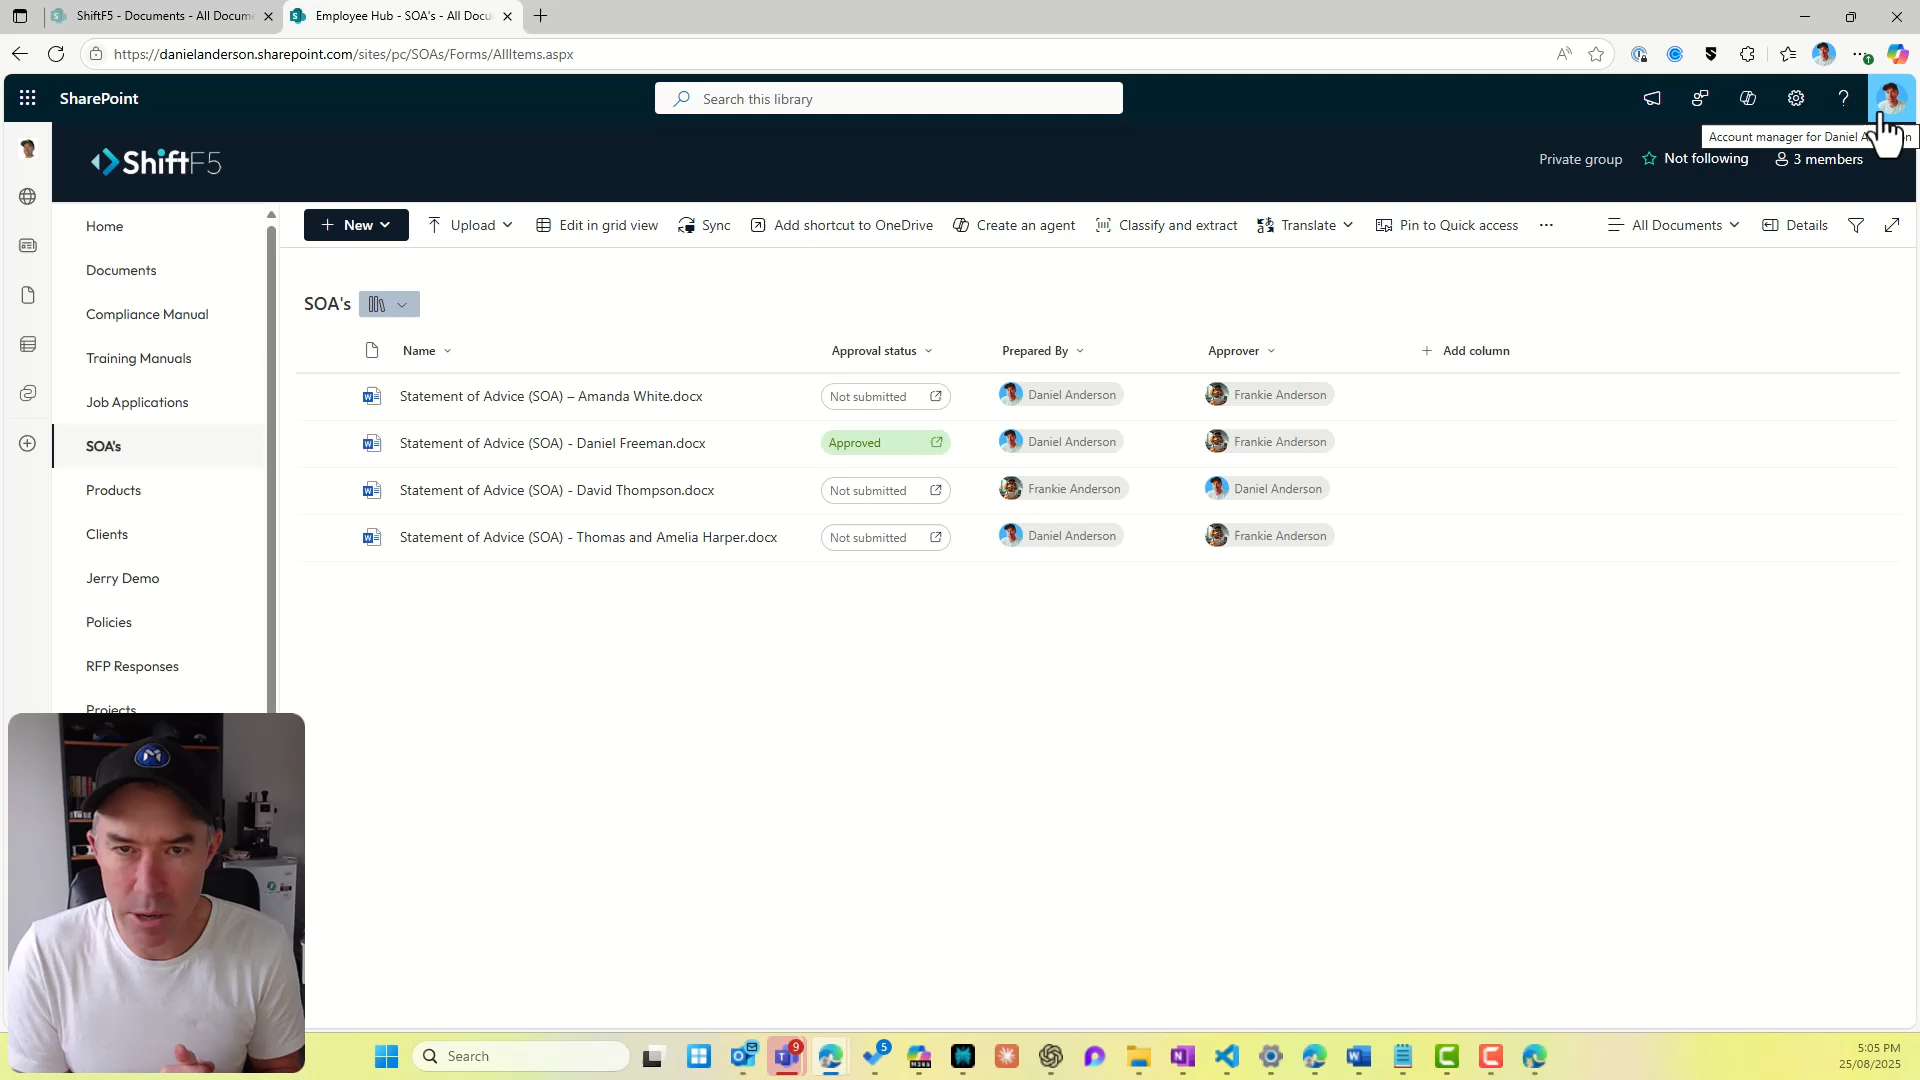 ShiftF5 - Documents - All Docum
Employee Hub - SOA's - All Docu
https://danielanderson.sharepoint.com/sites/pc/SOAs/Forms/AllItems.aspx
SharePoint
Search this library
Account manager for Daniel A
ShiftF5
Private group
Not following
3 members
Home
Documents
Compliance Manual
Training Manuals
Job Applications
SOA's
Products
Clients
Jerry Demo
Policies
RFP Responses
Projects
+ New
Upload
Edit in grid view
Sync
Add shortcut to OneDrive
Create an agent
Classify and extract
Translate
Pin to Quick access
All Documents
Details
SOA's
Name
Approval status
Prepared By
Approver
+ Add column
Statement of Advice (SOA) – Amanda White.docx
Not submitted
Daniel Anderson
Frankie Anderson
Statement of Advice (SOA) - Daniel Freeman.docx
Approved
Daniel Anderson
Frankie Anderson
Statement of Advice (SOA) - David Thompson.docx
Not submitted
Frankie Anderson
Daniel Anderson
Statement of Advice (SOA) - Thomas and Amelia Harper.docx
Not submitted
Daniel Anderson
Frankie Anderson
Search
9
5
M365
5:05 PM
25/08/2025